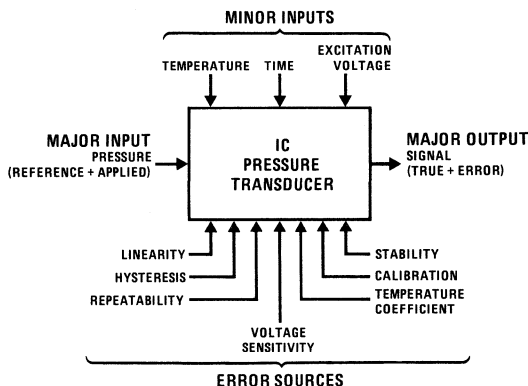 MINOR INPUTS
TEMPERATURE
TIME
EXCITATION
VOLTAGE
MAJOR INPUT
PRESSURE
(REFERENCE + APPLIED)
IC
PRESSURE
TRANSDUCER
MAJOR OUTPUT
SIGNAL
(TRUE + ERROR)
LINEARITY
HYSTERESIS
REPEATABILITY
VOLTAGE
SENSITIVITY
STABILITY
CALIBRATION
TEMPERATURE
COEFFICIENT
ERROR SOURCES